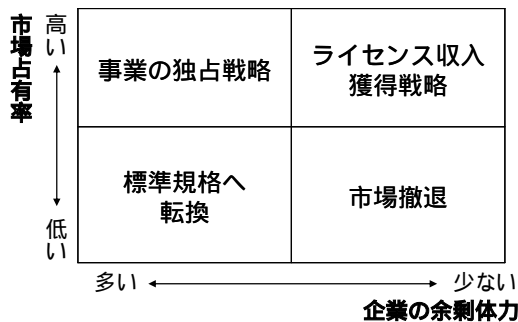 市場占有率
高い
低い
事業の独占戦略
ライセンス収入
獲得戦略
標準規格へ
転換
市場撤退
多い
少ない
企業の余剰体力